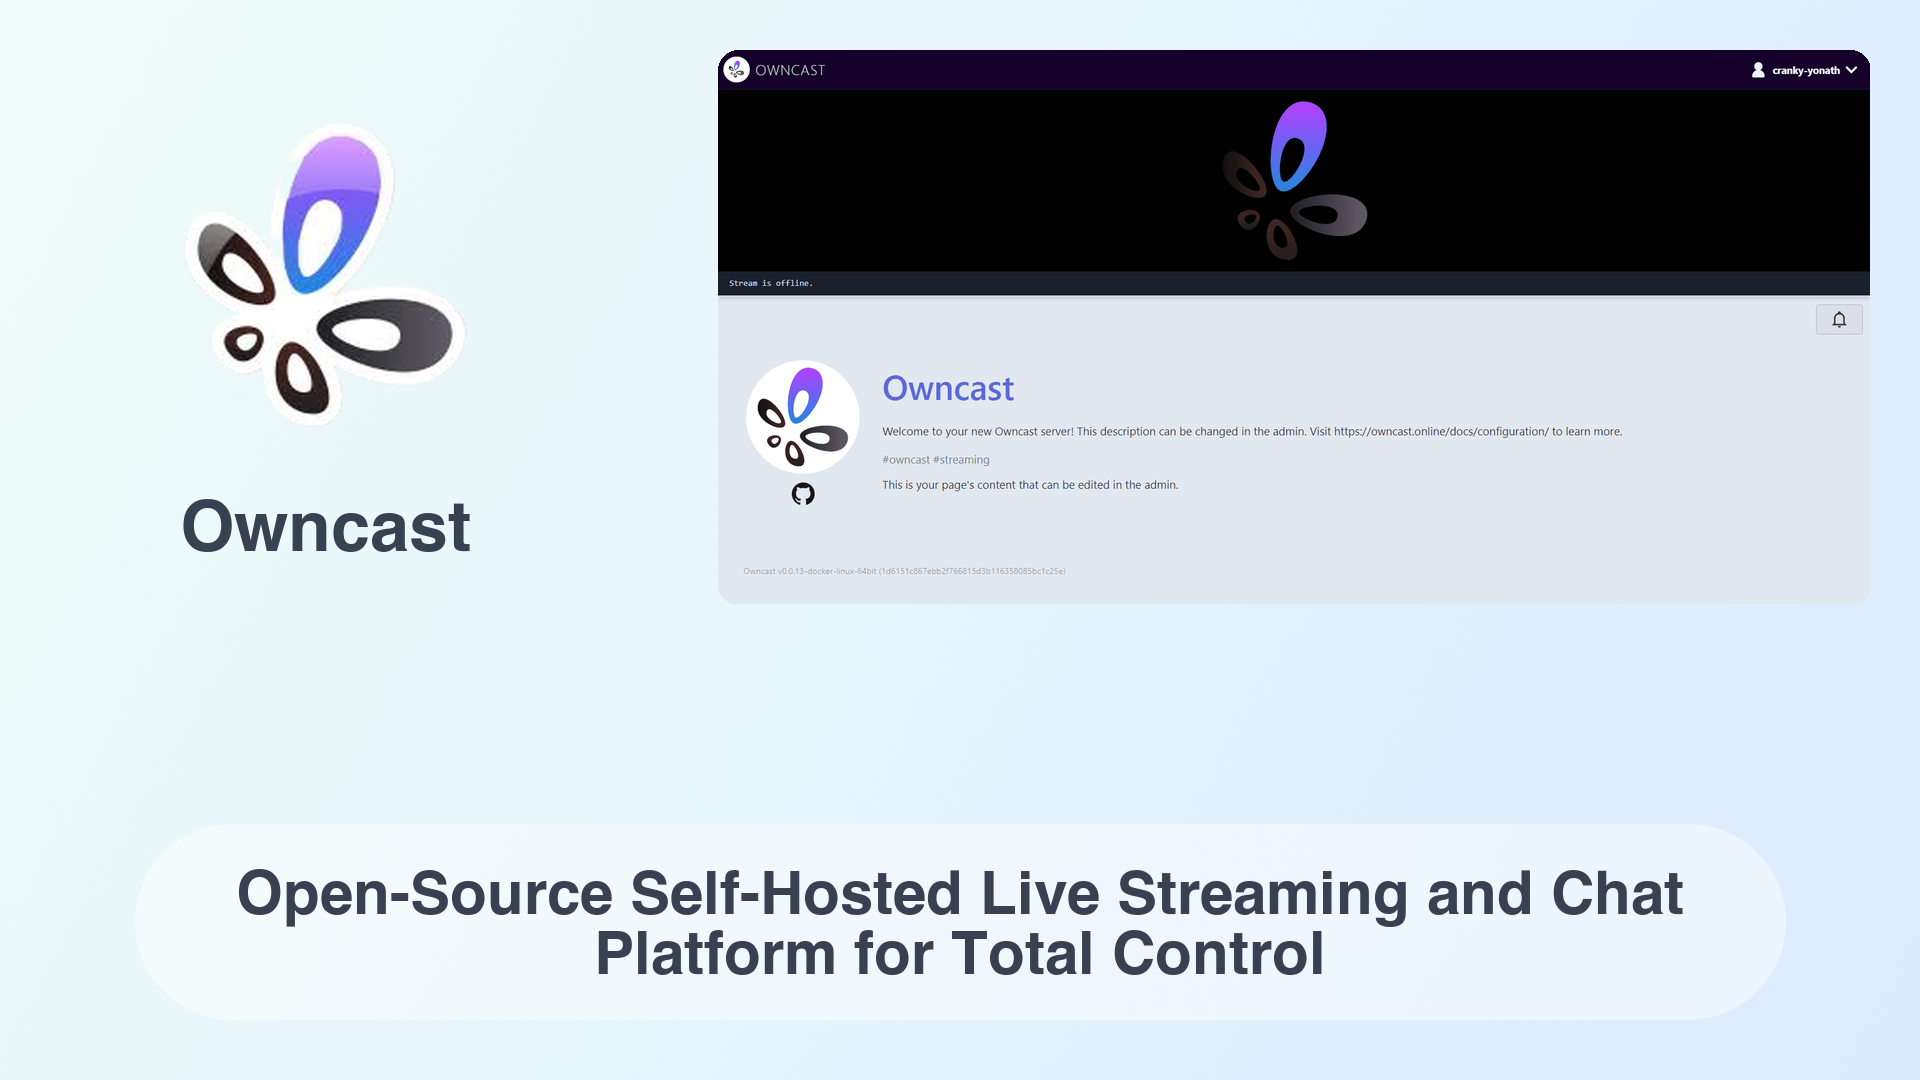 OWNCAST
cranky-yonath
Stream is offline.
Owncast
Welcome to your new Owncast server! This description can be changed in the admin. Visit https://owncast.online/docs/configuration/ to learn more.
#owncast #streaming
This is your page's content that can be edited in the admin.
Owncast v0.0.13-docker-linux-64bit (1d6151c867ebb2f766815d3b116358085bc1c25e)
Owncast
Open-Source Self-Hosted Live Streaming and Chat
Platform for Total Control